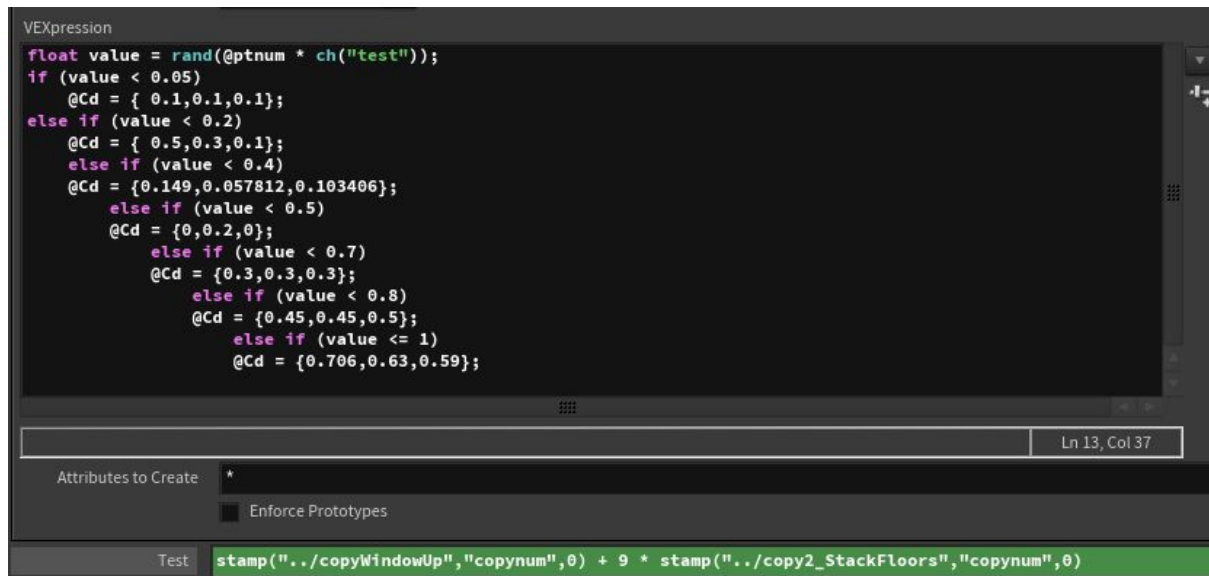 VEXpression
float value = rand(@ptnum * ch("test"));
if (value < 0.05)
    @Cd = { 0.1,0.1,0.1};
else if (value < 0.2)
    @Cd = { 0.5,0.3,0.1};
    else if (value < 0.4)
    @Cd = {0.149,0.057812,0.103406};
        else if (value < 0.5)
        @Cd = {0,0.2,0};
            else if (value < 0.7)
            @Cd = {0.3,0.3,0.3};
                else if (value < 0.8)
                @Cd = {0.45,0.45,0.5};
                    else if (value <= 1)
                    @Cd = {0.706,0.63,0.59};
Ln 13, Col 37
Attributes to Create *
Enforce Prototypes
Test stamp("../copyWindowUp","copynum",0) + 9 * stamp("../copy2_StackFloors","copynum",0)